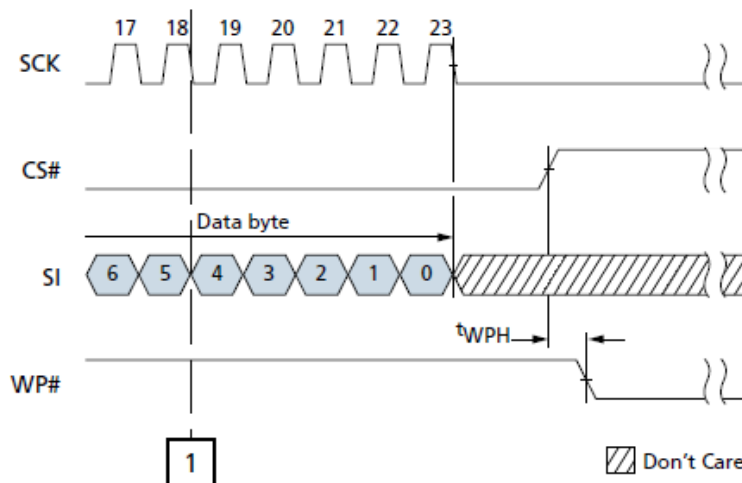 17 18 19 20 21 22 23
SCK
CS#
Data byte
SI 6 5 4 3 2 1 0
tWPH
WP#
1
Don't Care